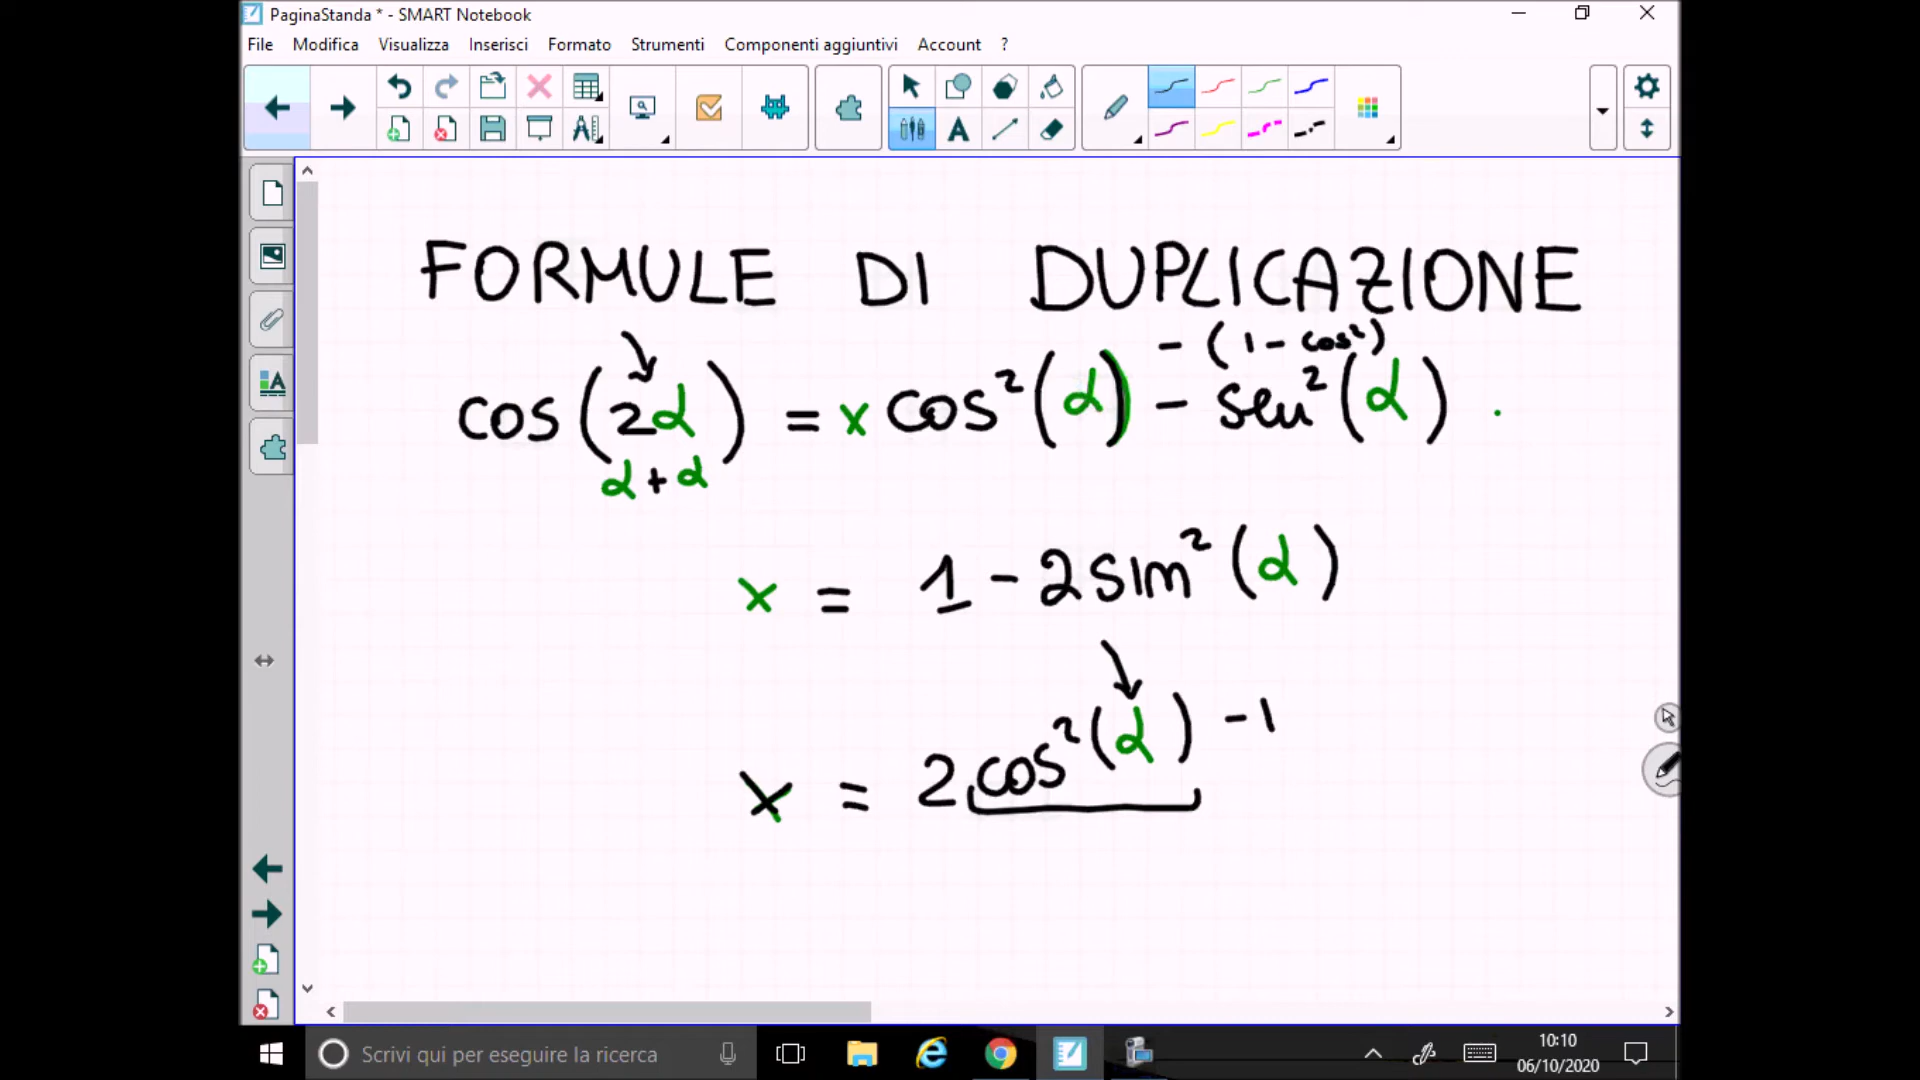 PaginaStanda * - SMART Notebook
File Modifica Visualizza Inserisci Formato Strumenti Componenti aggiuntivi Account ?
FORMULE DI DUPLICAZIONE
- (1 - cos²)
cos(2α) = x cos²(α) - sen²(α)
α + α
x = 1 - 2sin²(α)
x = 2cos²(α) - 1
Scrivi qui per eseguire la ricerca
10:10
06/10/2020